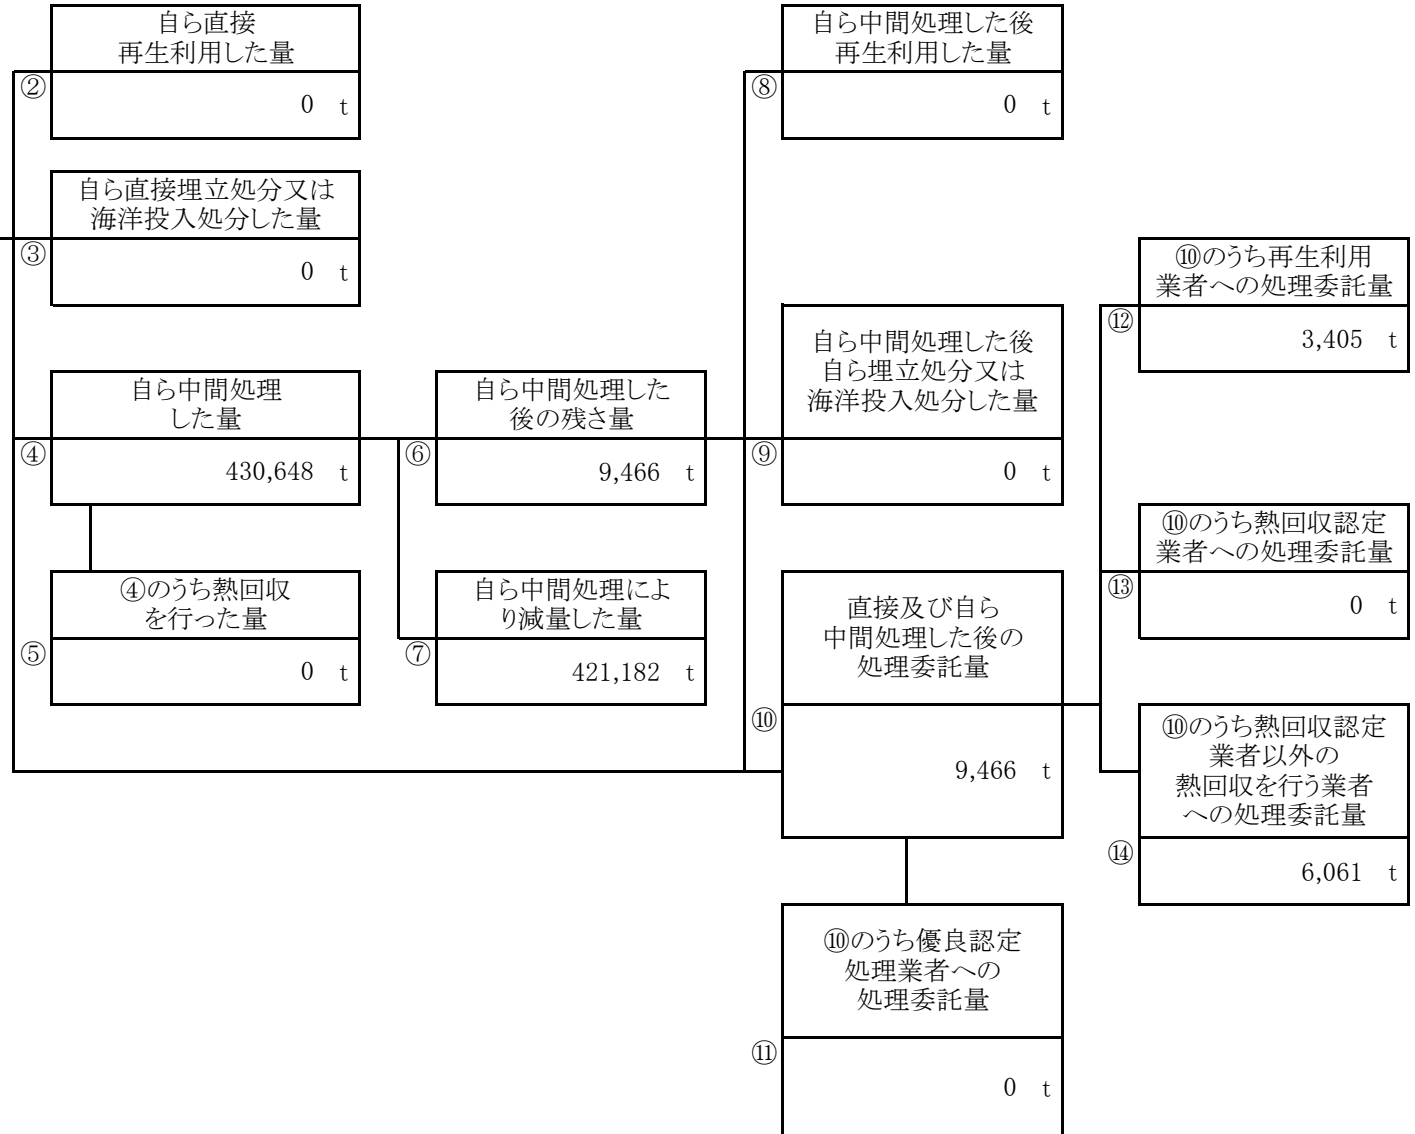 自ら直接
再生利用した量
②
0 t
自ら直接埋立処分又は
海洋投入処分した量
③
0 t
自ら中間処理
した量
④
430,648 t
④のうち熱回収
を行った量
⑤
0 t
自ら中間処理した
後の残さ量
⑥
9,466 t
自ら中間処理によ
り減量した量
⑦
421,182 t
自ら中間処理した後
再生利用した量
⑧
0 t
自ら中間処理した後
自ら埋立処分又は
海洋投入処分した量
⑨
0 t
直接及び自ら
中間処理した後の
処理委託量
⑩
9,466 t
⑩のうち優良認定
処理業者への
処理委託量
⑪
0 t
⑩のうち再生利用
業者への処理委託量
⑫
3,405 t
⑩のうち熱回収認定
業者への処理委託量
⑬
0 t
⑩のうち熱回収認定
業者以外の
熱回収を行う業者
への処理委託量
⑭
6,061 t